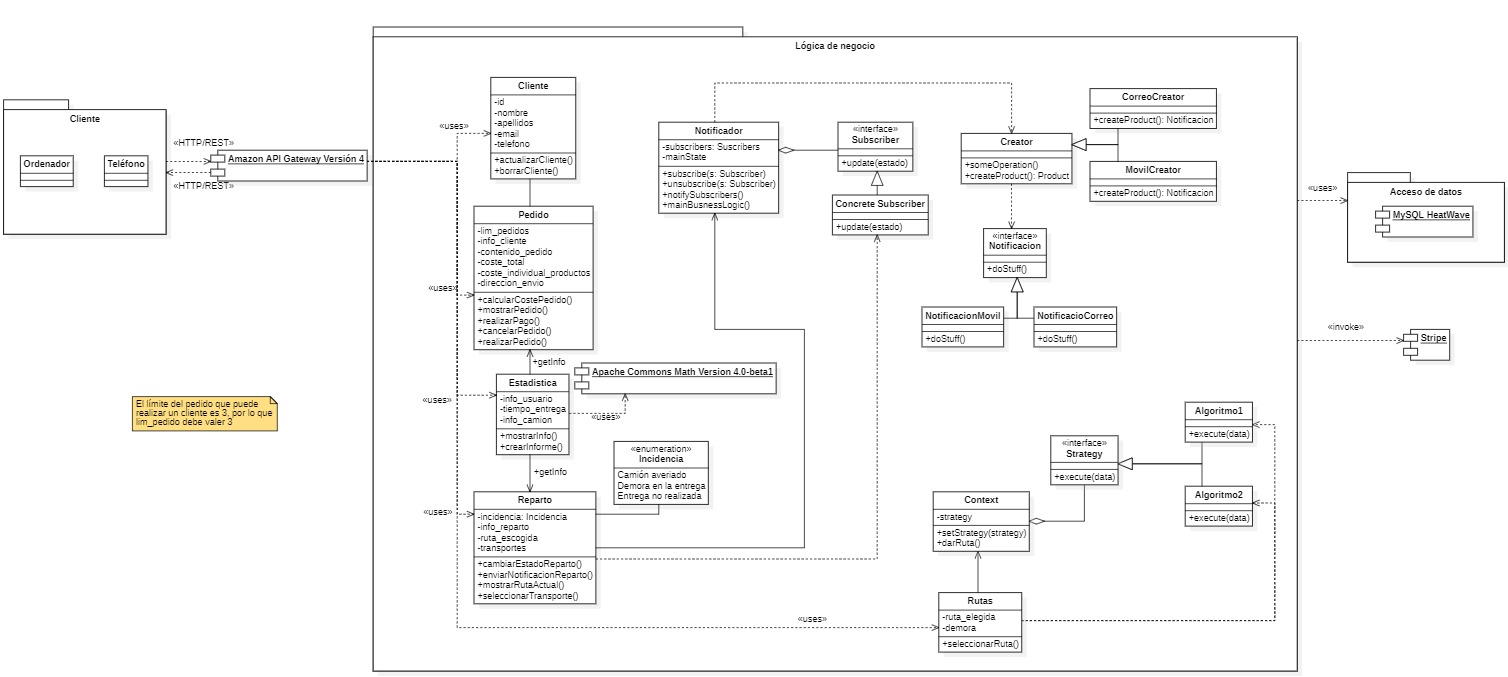 Lógica de negocio
Cliente
Ordenador
Teléfono
«HTTP/REST»
«HTTP/REST»
Amazon API Gateway Versión 4
«uses»
Cliente
-id
-nombre
-apellidos
-email
-telefono
+actualizarCliente()
+borrarCliente()
«uses»
Pedido
-lim_pedidos
-info_cliente
-contenido_pedido
-coste_total
-coste_individual_productos
-direccion_envio
+calcularCostePedido()
+mostrarPedido()
+realizarPago()
+cancelarPedido()
+realizarPedido()
+getInfo
«uses»
Estadistica
-info_usuario
-tiempo_entrega
-info_camion
+mostrarInfo()
+crearInforme()
Apache Commons Math Version 4.0-beta1
«uses»
+getInfo
«enumeration»
Incidencia
Camión averiado
Demora en la entrega
Entrega no realizada
«uses»
Reparto
-incidencia: Incidencia
-info_reparto
-ruta_escogida
-transportes
+cambiarEstadoReparto()
+enviarNotificacionReparto()
+mostrarRutaActual()
+seleccionarTransporte()
El límite del pedido que puede
realizar un cliente es 3, por lo que
lim_pedido debe valer 3
Notificador
-subscribers: Suscribers
-mainState
+subscribe(s: Subscriber)
+unsubscribe(s: Subscriber)
+notifySubscribers()
+mainBusnessLogic()
«interface»
Subscriber
+update(estado)
Concrete Subscriber
+update(estado)
Creator
+someOperation()
+createProduct(): Product
CorreoCreator
+createProduct(): Notificacion
MovilCreator
+createProduct(): Notificacion
«interface»
Notificacion
+doStuff()
NotificacionMovil
+doStuff()
NotificacioCorreo
+doStuff()
«interface»
Strategy
+execute(data)
Algoritmo1
+execute(data)
Algoritmo2
+execute(data)
Context
-strategy
+setStrategy(strategy)
+darRuta()
«uses»
Rutas
-ruta_elegida
-demora
+seleccionarRuta()
«uses»
Acceso de datos
MySQL HeatWave
«invoke»
Stripe